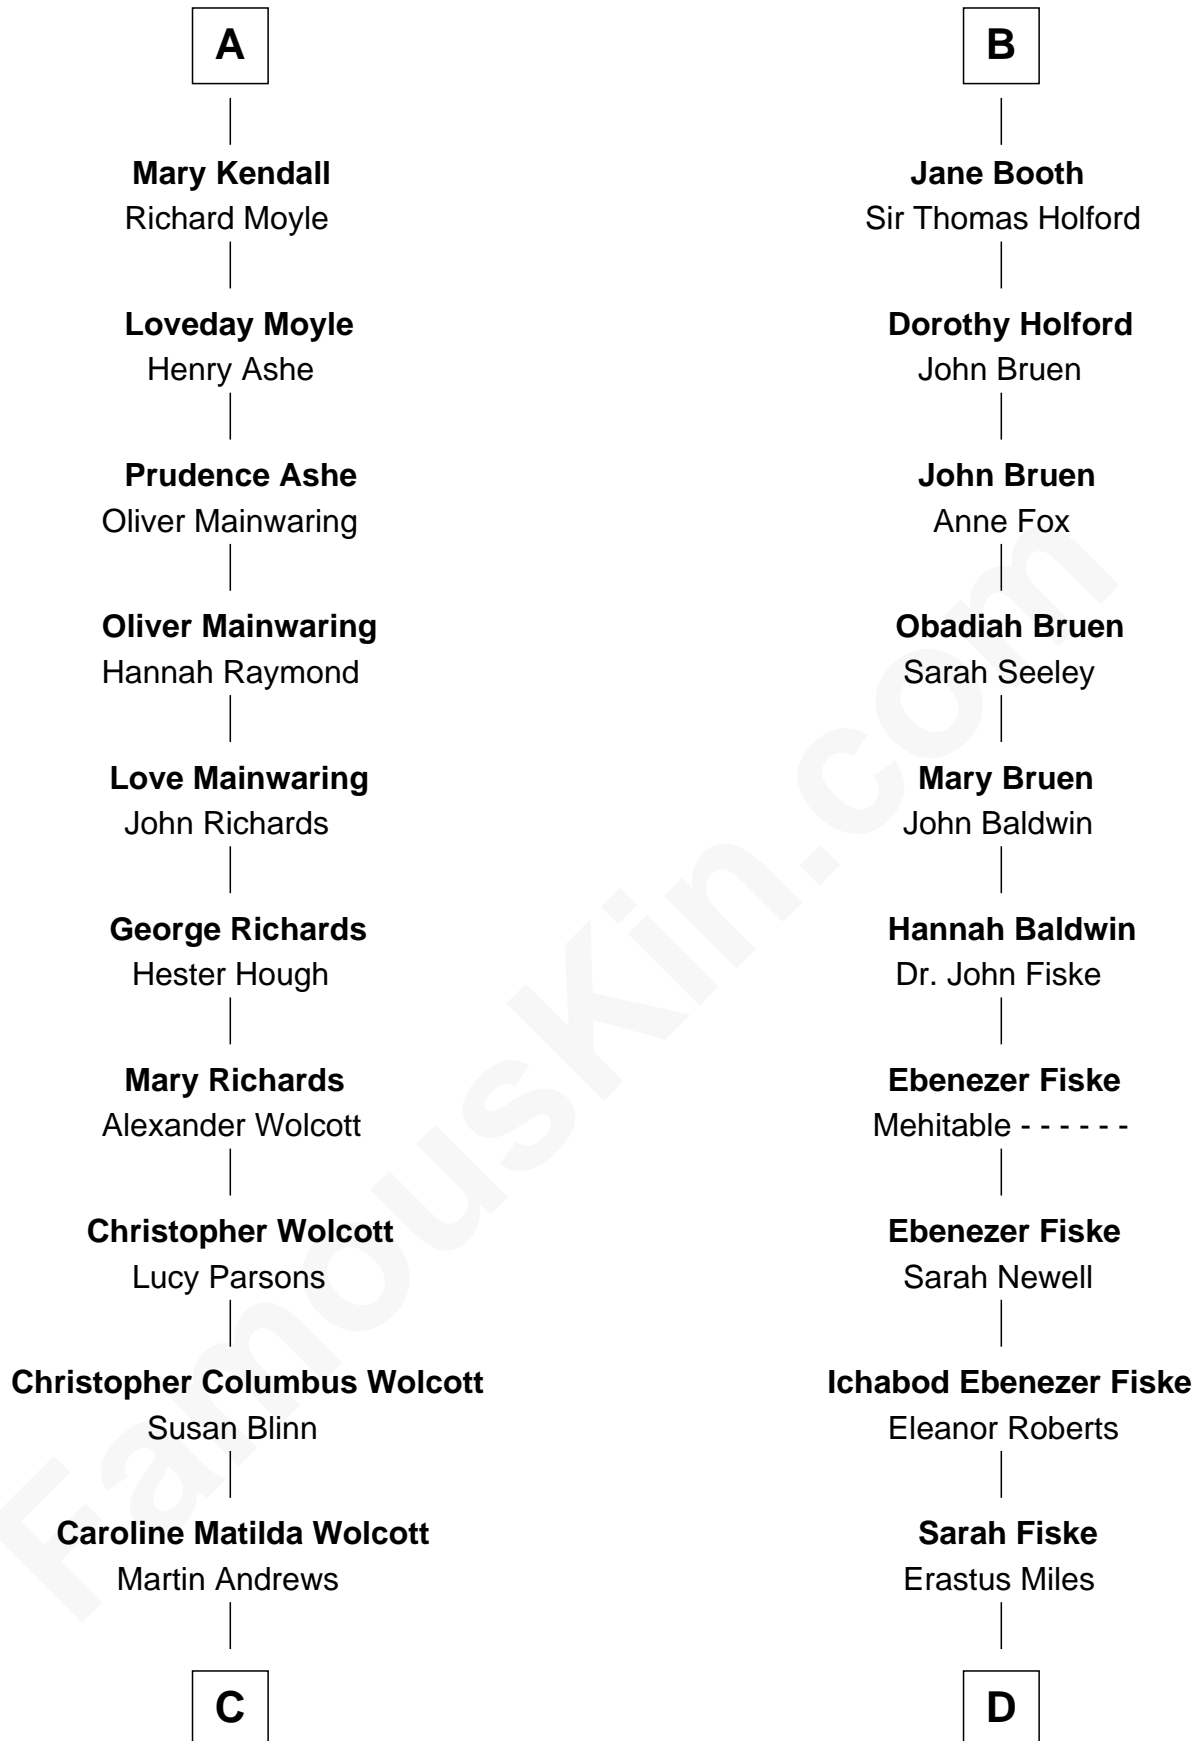 A
Mary Kendall
Richard Moyle
Loveday Moyle
Henry Ashe
Prudence Ashe
Oliver Mainwaring
Oliver Mainwaring
Hannah Raymond
Love Mainwaring
John Richards
George Richards
Hester Hough
Mary Richards
Alexander Wolcott
Christopher Wolcott
Lucy Parsons
Christopher Columbus Wolcott
Susan Blinn
Caroline Matilda Wolcott
Martin Andrews
C
B
Jane Booth
Sir Thomas Holford
Dorothy Holford
John Bruen
John Bruen
Anne Fox
Obadiah Bruen
Sarah Seeley
Mary Bruen
John Baldwin
Hannah Baldwin
Dr. John Fiske
Ebenezer Fiske
Mehitable - - - - - -
Ebenezer Fiske
Sarah Newell
Ichabod Ebenezer Fiske
Eleanor Roberts
Sarah Fiske
Erastus Miles
D
FamousKin.com